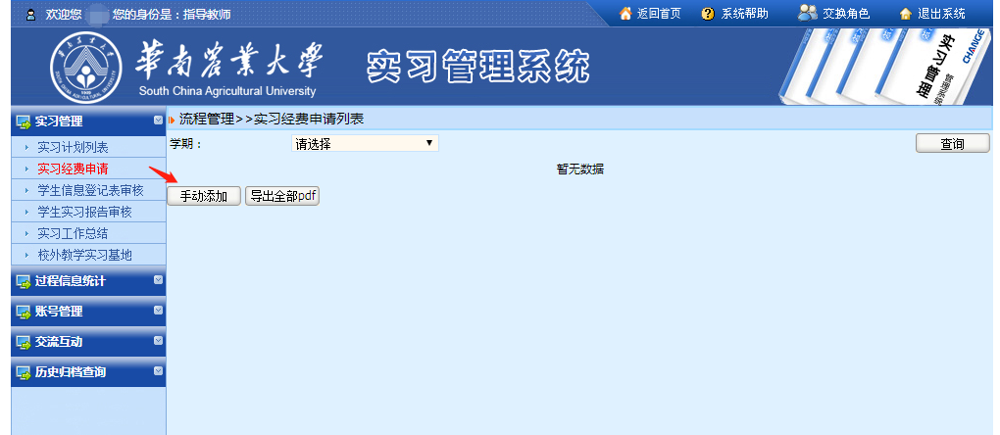 欢迎您 您的身份是：指导教师 返回首页 系统帮助 交换角色 退出系统
華南農業大學 South China Agricultural University 实习管理系统
实习管理 CHANGE
实习管理
流程管理>>实习经费申请列表
实习计划列表
学期： 请选择 查询
实习经费申请
暂无数据
学生信息登记表审核
手动添加 导出全部pdf
学生实习报告审核
实习工作总结
校外教学实习基地
过程信息统计
账号管理
交流互动
历史归档查询